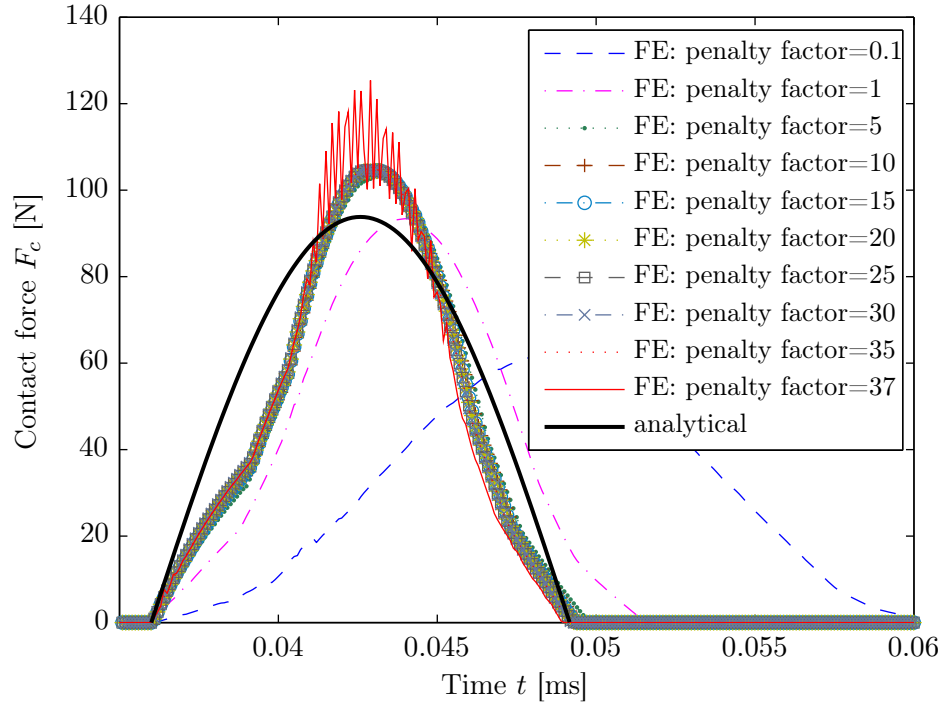 140
120
100
80
60
40
20
0
Contact force F_c [N]
0.04
0.045
0.05
0.055
0.06
Time t [ms]
FE: penalty factor=0.1
FE: penalty factor=1
FE: penalty factor=5
FE: penalty factor=10
FE: penalty factor=15
FE: penalty factor=20
FE: penalty factor=25
FE: penalty factor=30
FE: penalty factor=35
FE: penalty factor=37
analytical